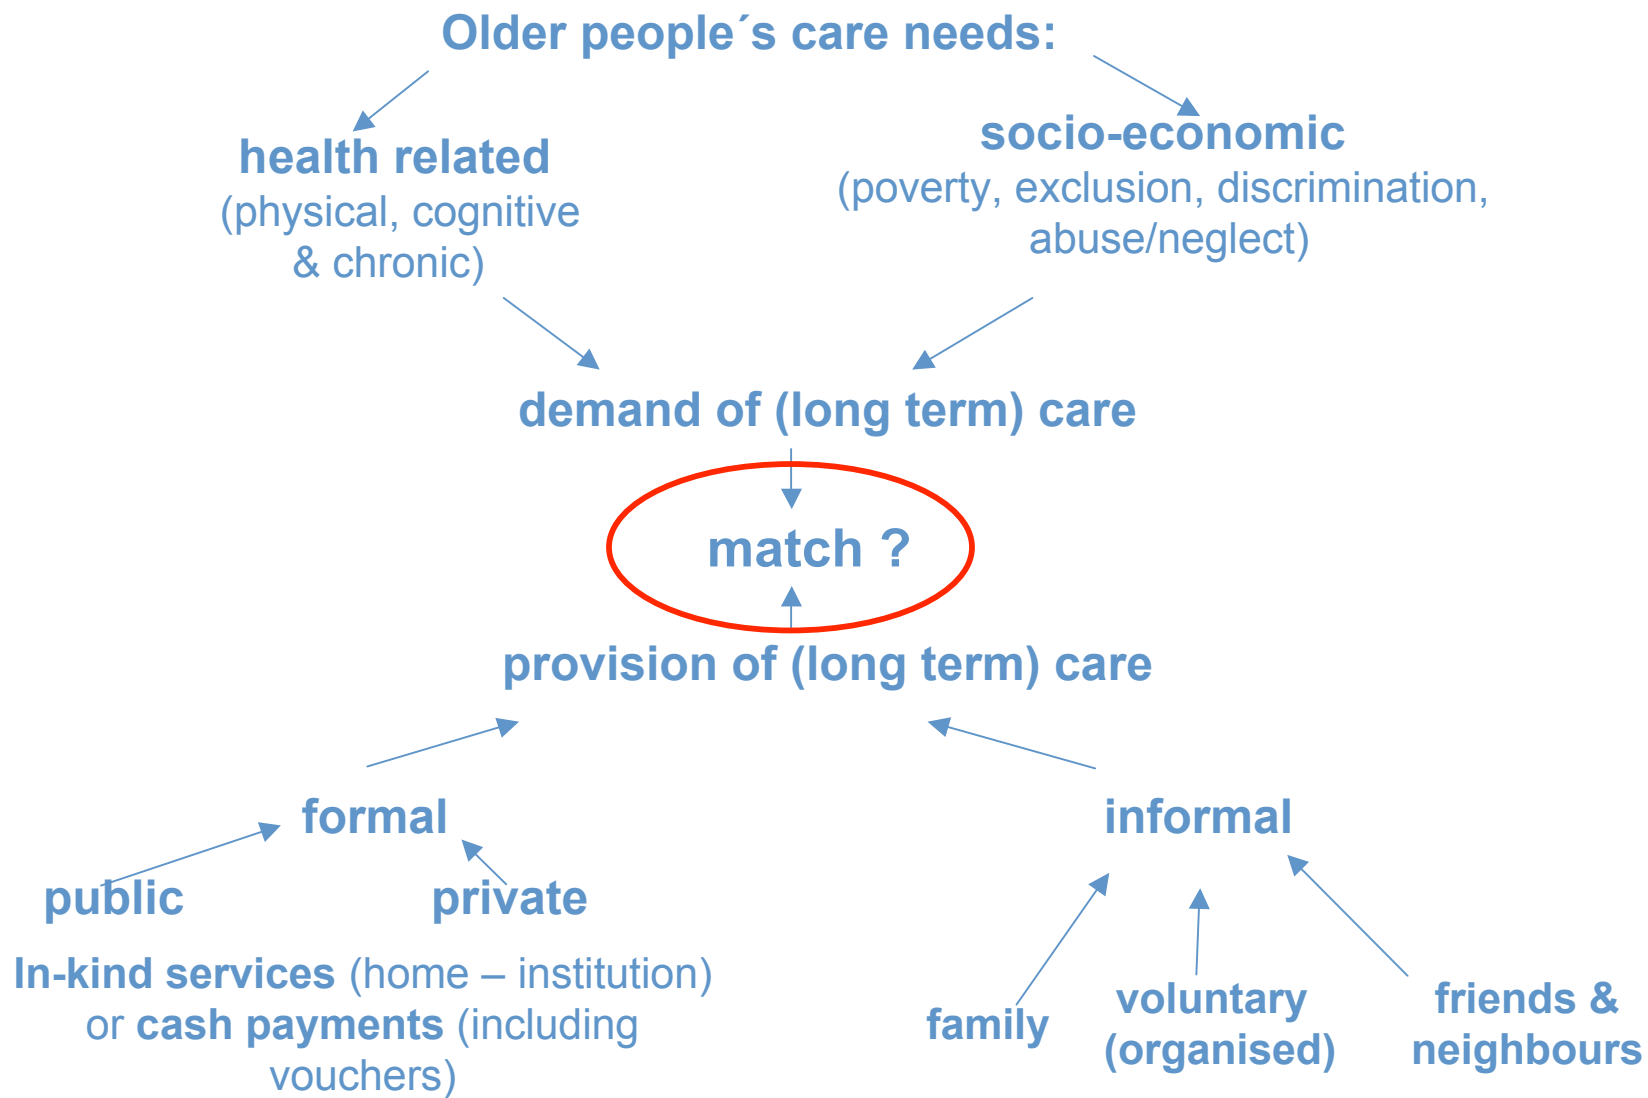 Older people´s care needs:
health related
(physical, cognitive
& chronic)
socio-economic
(poverty, exclusion, discrimination,
abuse/neglect)
demand of (long term) care
match ?
provision of (long term) care
formal
informal
public
private
In-kind services (home – institution)
or cash payments (including
vouchers)
family
voluntary
(organised)
friends &
neighbours